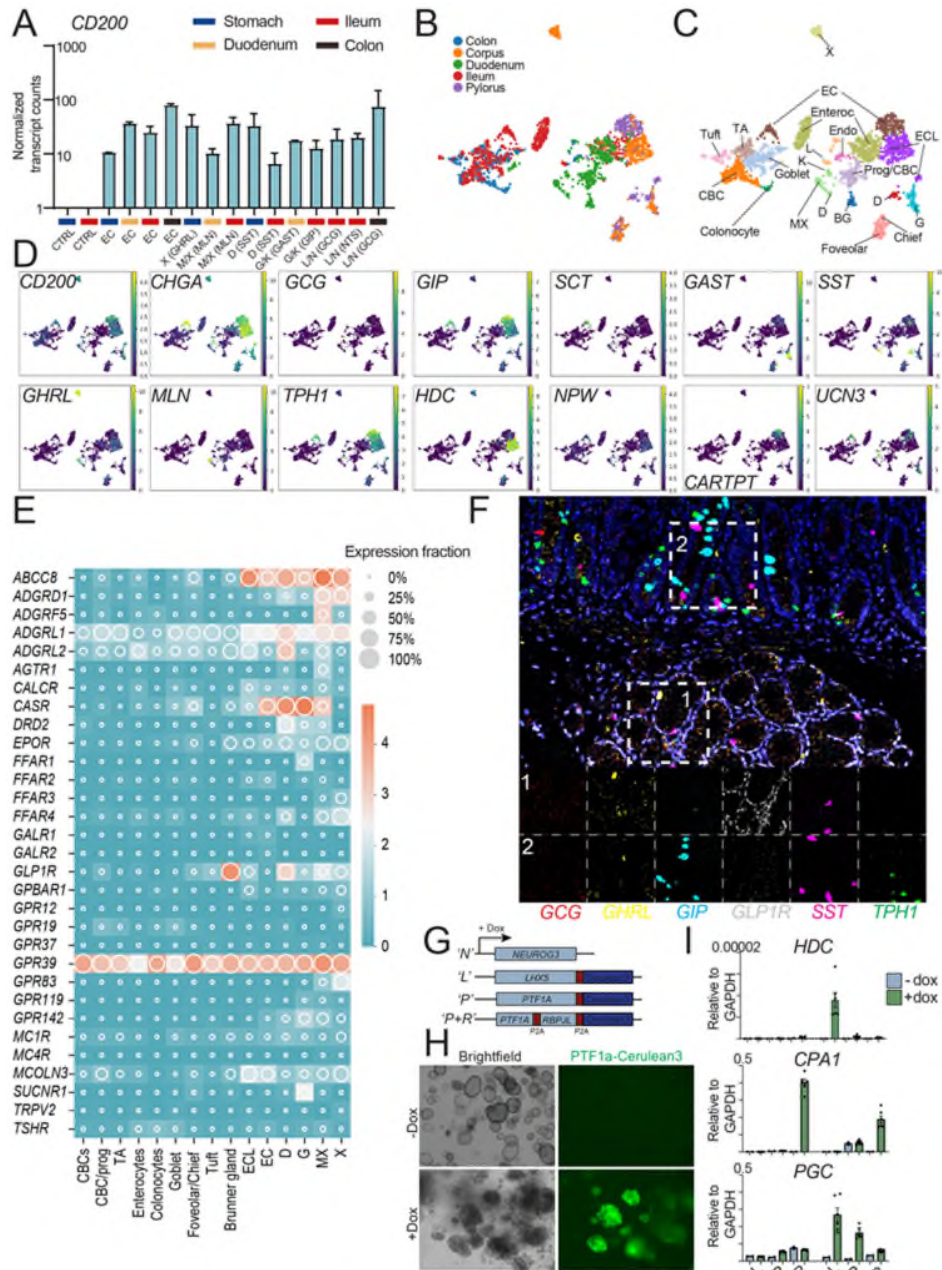 A
CD200
Stomach
Ileum
Duodenum
Colon
Normalized
transcript counts
1000
100
10
1
CTRL
CTRL
EC
EC
EC
EC
X (GHRL)
M/X (MLN)
M/X (MLN)
D (SST)
D (SST)
G/K (GAST)
G/K (GIP)
L/N (GCG)
L/N (NTS)
L/N (GCG)
B
Colon
Corpus
Duodenum
Ileum
Pylorus
C
X
EC
Enteroc
Tuft
TA
L
K
Endo
ECL
Goblet
Prog/CBC
CBC
Colonocyte
MX
D
BG
D
G
Chief
Foveolar
D
CD200
CHGA
GCG
GIP
SCT
GAST
SST
GHRL
MLN
TPH1
HDC
NPW
CARTPT
UCN3
E
Expression fraction
0%
25%
50%
75%
100%
4
3
2
1
0
ABCC8
ADGRD1
ADGRF5
ADGRL1
ADGRL2
AGTR1
CALCR
CASR
DRD2
EPOR
FFAR1
FFAR2
FFAR3
FFAR4
GALR1
GALR2
GLP1R
GPBAR1
GPR12
GPR19
GPR37
GPR39
GPR83
GPR119
GPR142
MC1R
MC4R
MCOLN3
SUCNR1
TRPV2
TSHR
CBCs
CBC/prog
TA
Enterocytes
Colonocytes
Goblet
Foveolar/Chief
Tuft
Brunner gland
ECL
EC
D
G
MX
X
F
2
1
1
2
GCG
GHRL
GIP
GLP1R
SST
TPH1
G
+ Dox
'N'
NEUROG3
'L'
LHX5
'P'
PTF1A
'P+R'
PTF1A
RBPJL
P2A
P2A
H
Brightfield
PTF1a-Cerulean3
-Dox
+Dox
I
HDC
0.00002
Relative to
GAPDH
- dox
+dox
CPA1
0.5
Relative to
GAPDH
PGC
0.5
Relative to
GAPDH